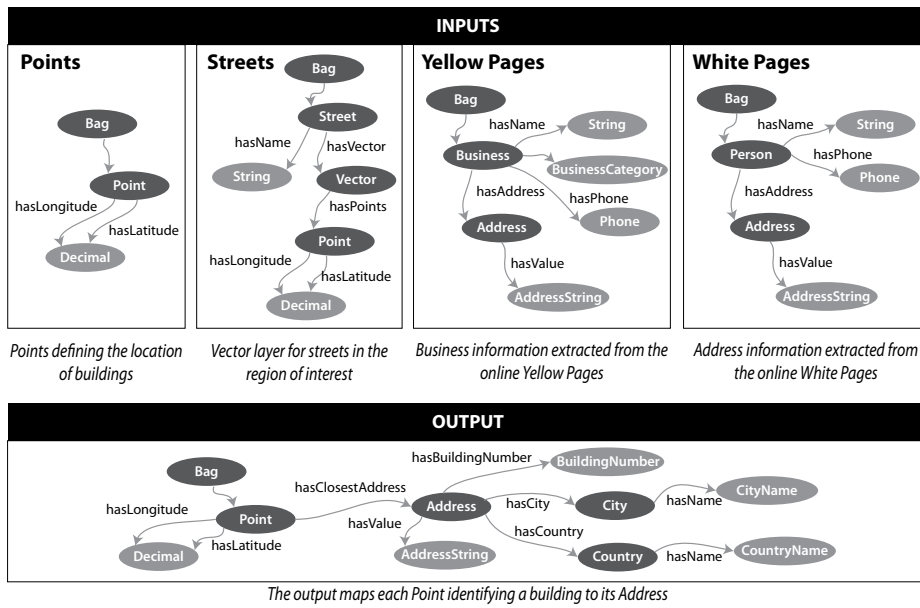 INPUTS
Points
Bag
Point
hasLongitude
hasLatitude
Decimal
Points defining the location
of buildings
Streets
Bag
Street
hasName
hasVector
String
Vector
hasPoints
Point
hasLongitude
hasLatitude
Decimal
Vector layer for streets in the
region of interest
Yellow Pages
Bag
hasName
String
Business
BusinessCategory
hasAddress
hasPhone
Phone
Address
hasValue
AddressString
Business information extracted from the
online Yellow Pages
White Pages
Bag
hasName
String
Person
hasPhone
Phone
hasAddress
Address
hasValue
AddressString
Address information extracted from
the online White Pages
OUTPUT
Bag
hasLongitude
Point
hasLatitude
Decimal
hasClosestAddress
hasBuildingNumber
BuildingNumber
Address
hasValue
AddressString
hasCity
City
hasName
CityName
hasCountry
Country
hasName
CountryName
The output maps each Point identifying a building to its Address